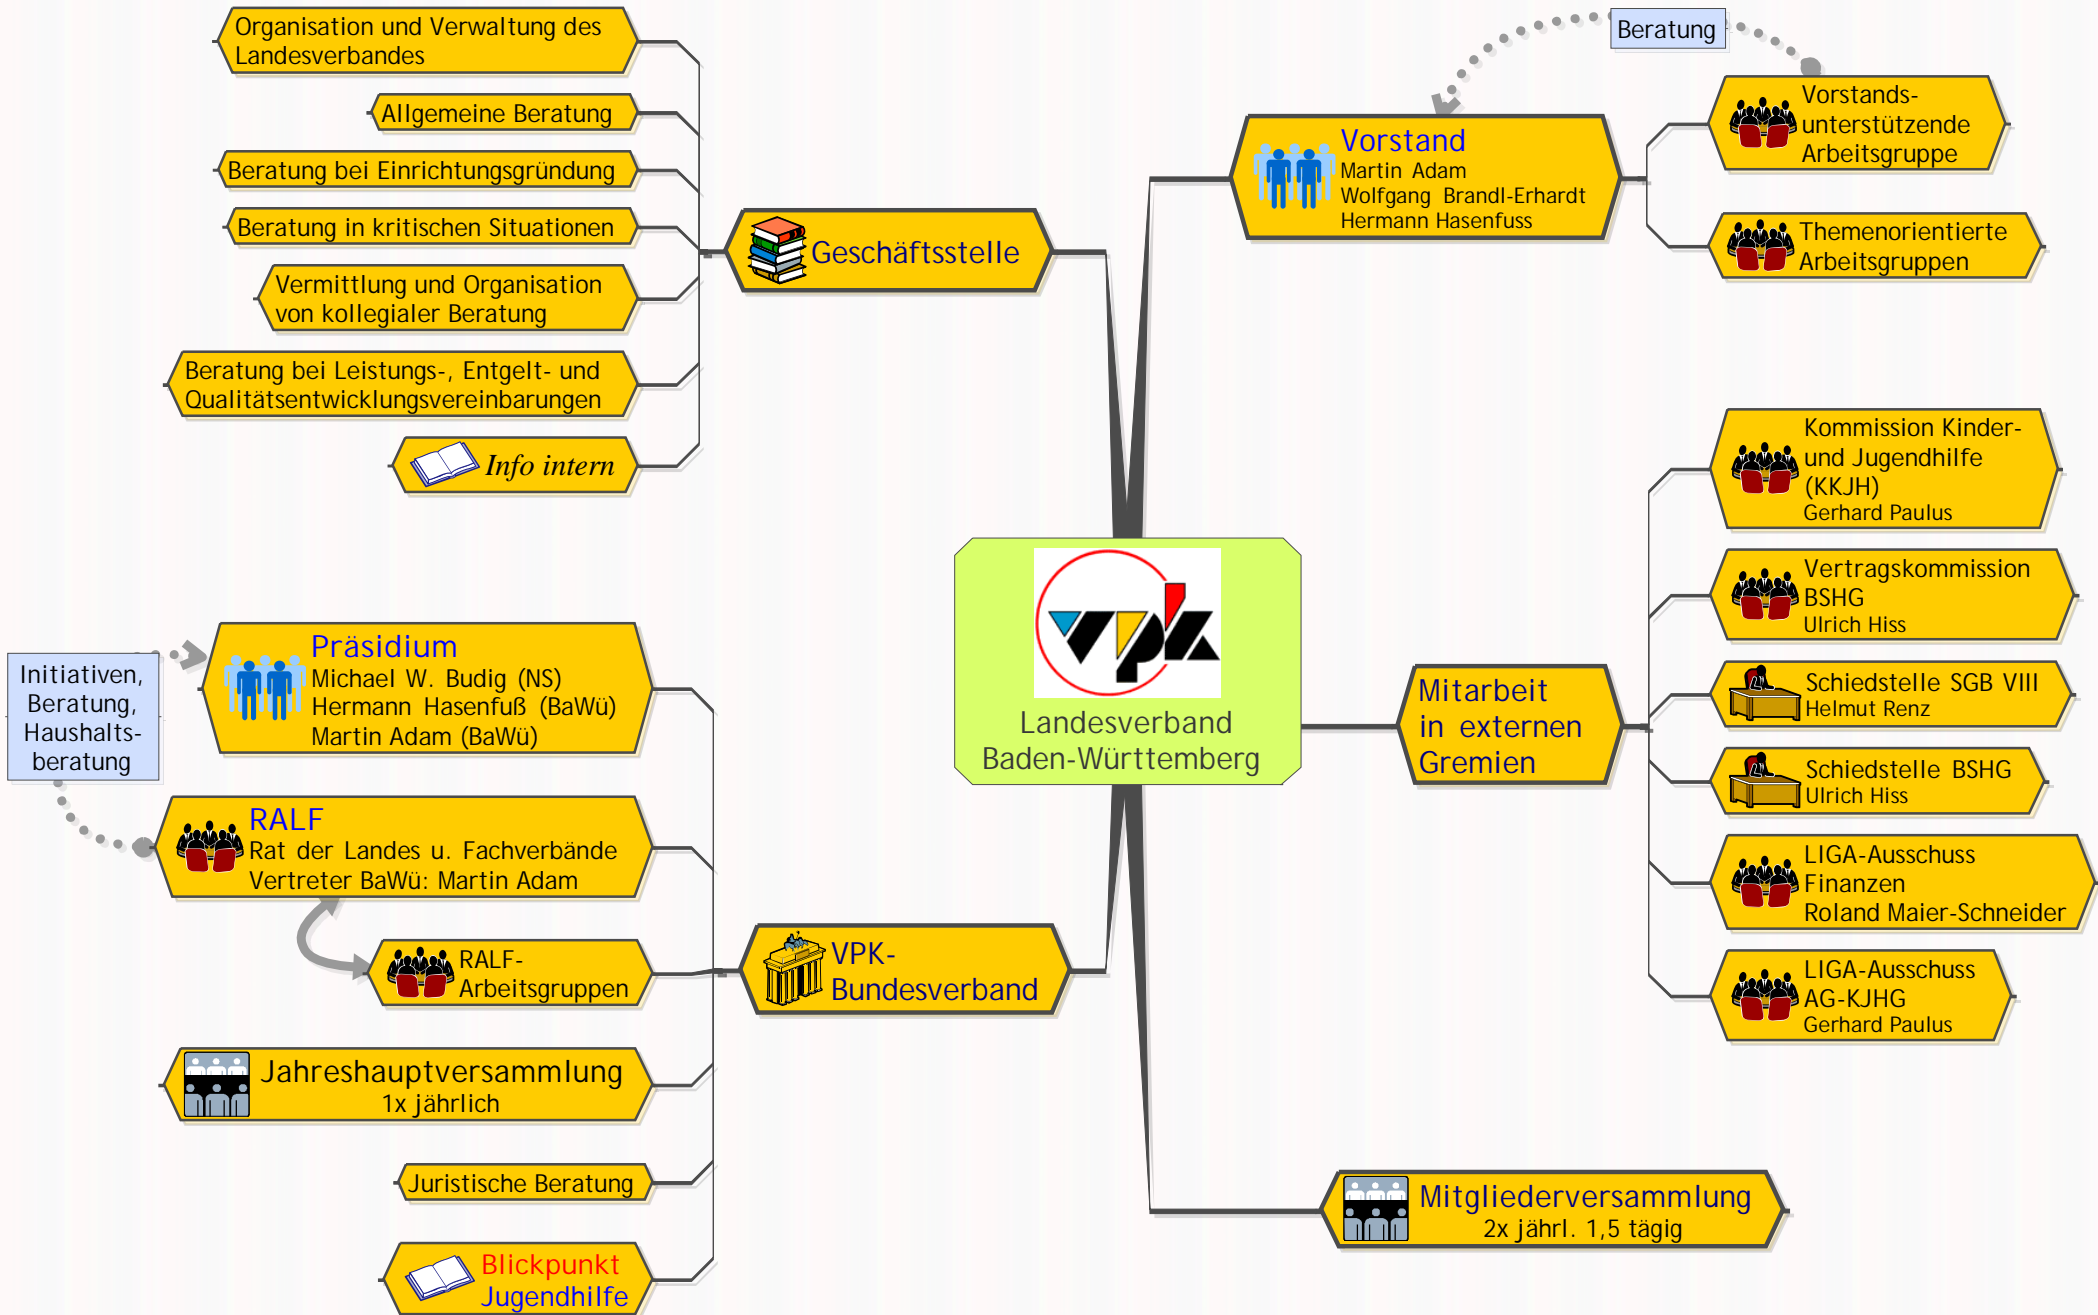 Organisation und Verwaltung des
Landesverbandes
Allgemeine Beratung
Beratung bei Einrichtungsgründung
Beratung in kritischen Situationen
Vermittlung und Organisation
von kollegialer Beratung
Beratung bei Leistungs-, Entgelt- und
Qualitätsentwicklungsvereinbarungen
Info intern
Geschäftsstelle
Beratung
Vorstand
Martin Adam
Wolfgang Brandl-Erhardt
Hermann Hasenfuss
Vorstands-
unterstützende
Arbeitsgruppe
Themenorientierte
Arbeitsgruppen
vpk
Landesverband
Baden-Württemberg
Mitarbeit
in externen
Gremien
Kommission Kinder-
und Jugendhilfe
(KKJH)
Gerhard Paulus
Vertragskommission
BSHG
Ulrich Hiss
Schiedstelle SGB VIII
Helmut Renz
Schiedstelle BSHG
Ulrich Hiss
LIGA-Ausschuss
Finanzen
Roland Maier-Schneider
LIGA-Ausschuss
AG-KJHG
Gerhard Paulus
Initiativen,
Beratung,
Haushalts-
beratung
Präsidium
Michael W. Budig (NS)
Hermann Hasenfuß (BaWü)
Martin Adam (BaWü)
RALF
Rat der Landes u. Fachverbände
Vertreter BaWü: Martin Adam
RALF-
Arbeitsgruppen
Jahreshauptversammlung
1x jährlich
Juristische Beratung
Blickpunkt
Jugendhilfe
VPK-
Bundesverband
Mitgliederversammlung
2x jährl. 1,5 tägig